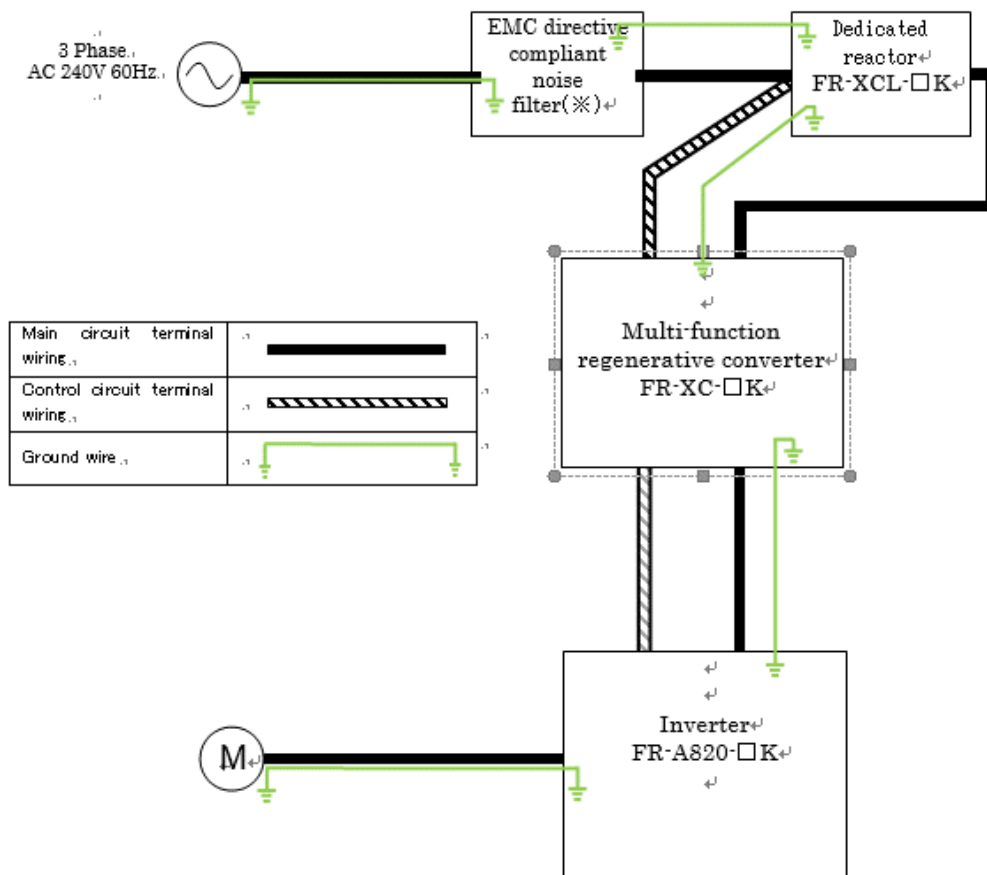 3 Phase
AC 240V 60Hz
EMC directive
compliant
noise
filter(※)↵
Dedicated
reactor↵
FR-XCL-□K↵
↵
↵
Multi-function
regenerative converter↵
FR-XC-□K↵
Main circuit terminal
wiring
Control circuit terminal
wiring
Ground wire
↵
↵
Inverter↵
FR-A820-□K↵
↵
M↵